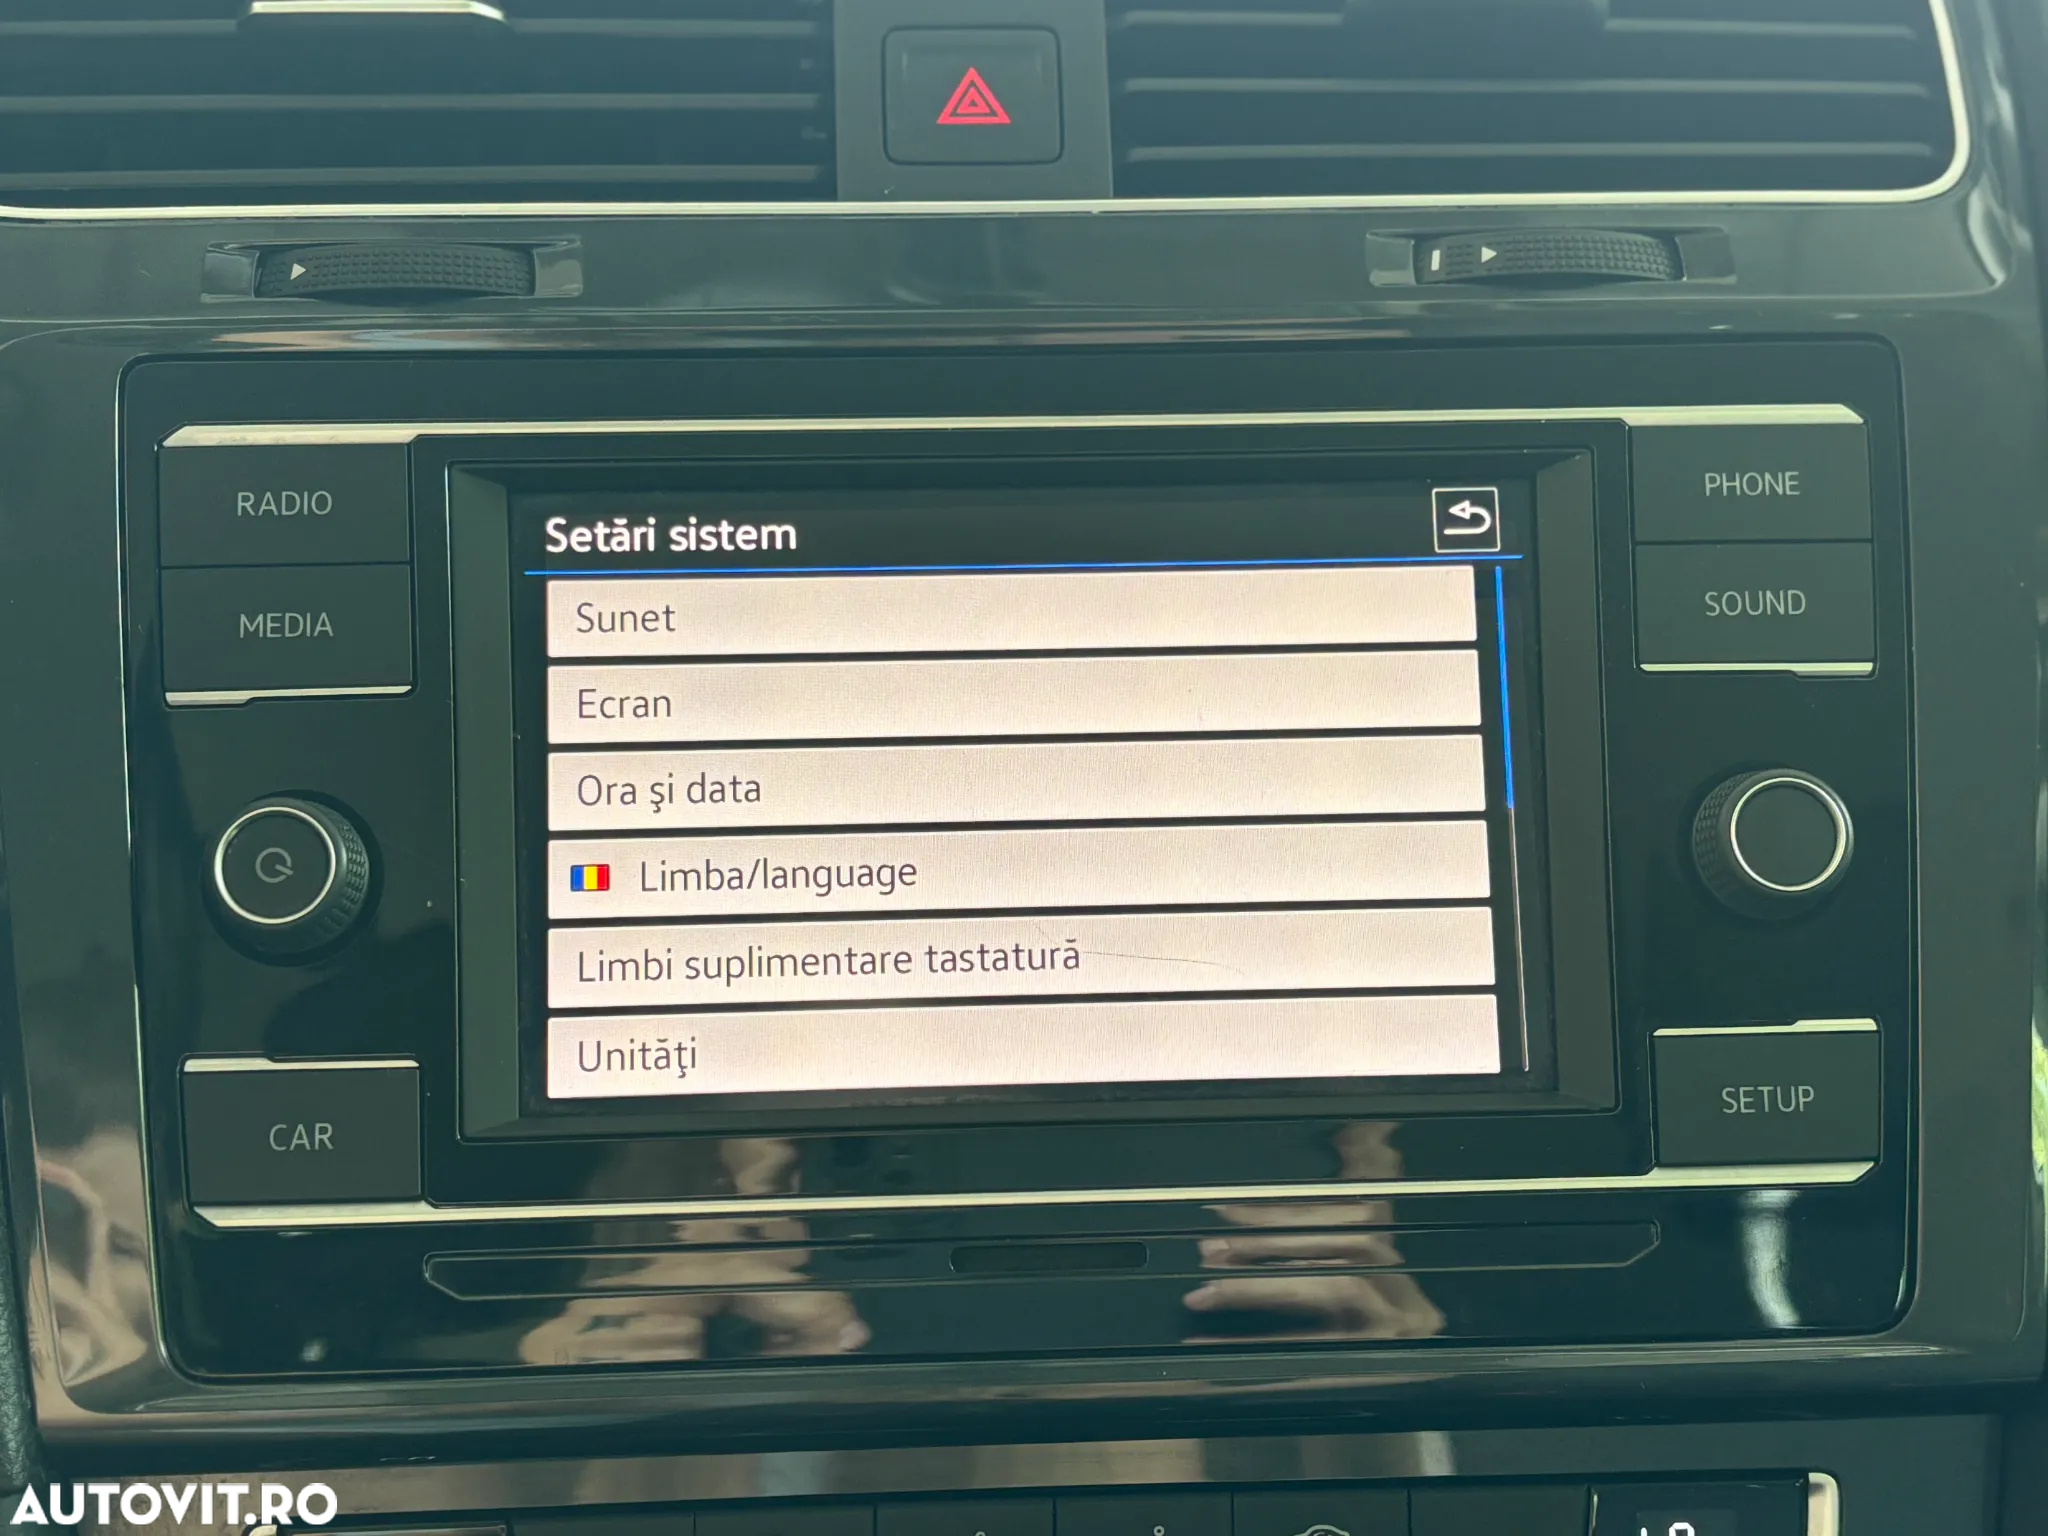 RADIO
MEDIA
CAR
PHONE
SOUND
SETUP
Setări sistem
Sunet
Ecran
Ora şi data
Limba/language
Limbi suplimentare tastatură
Unităţi
AUTOVIT.RO